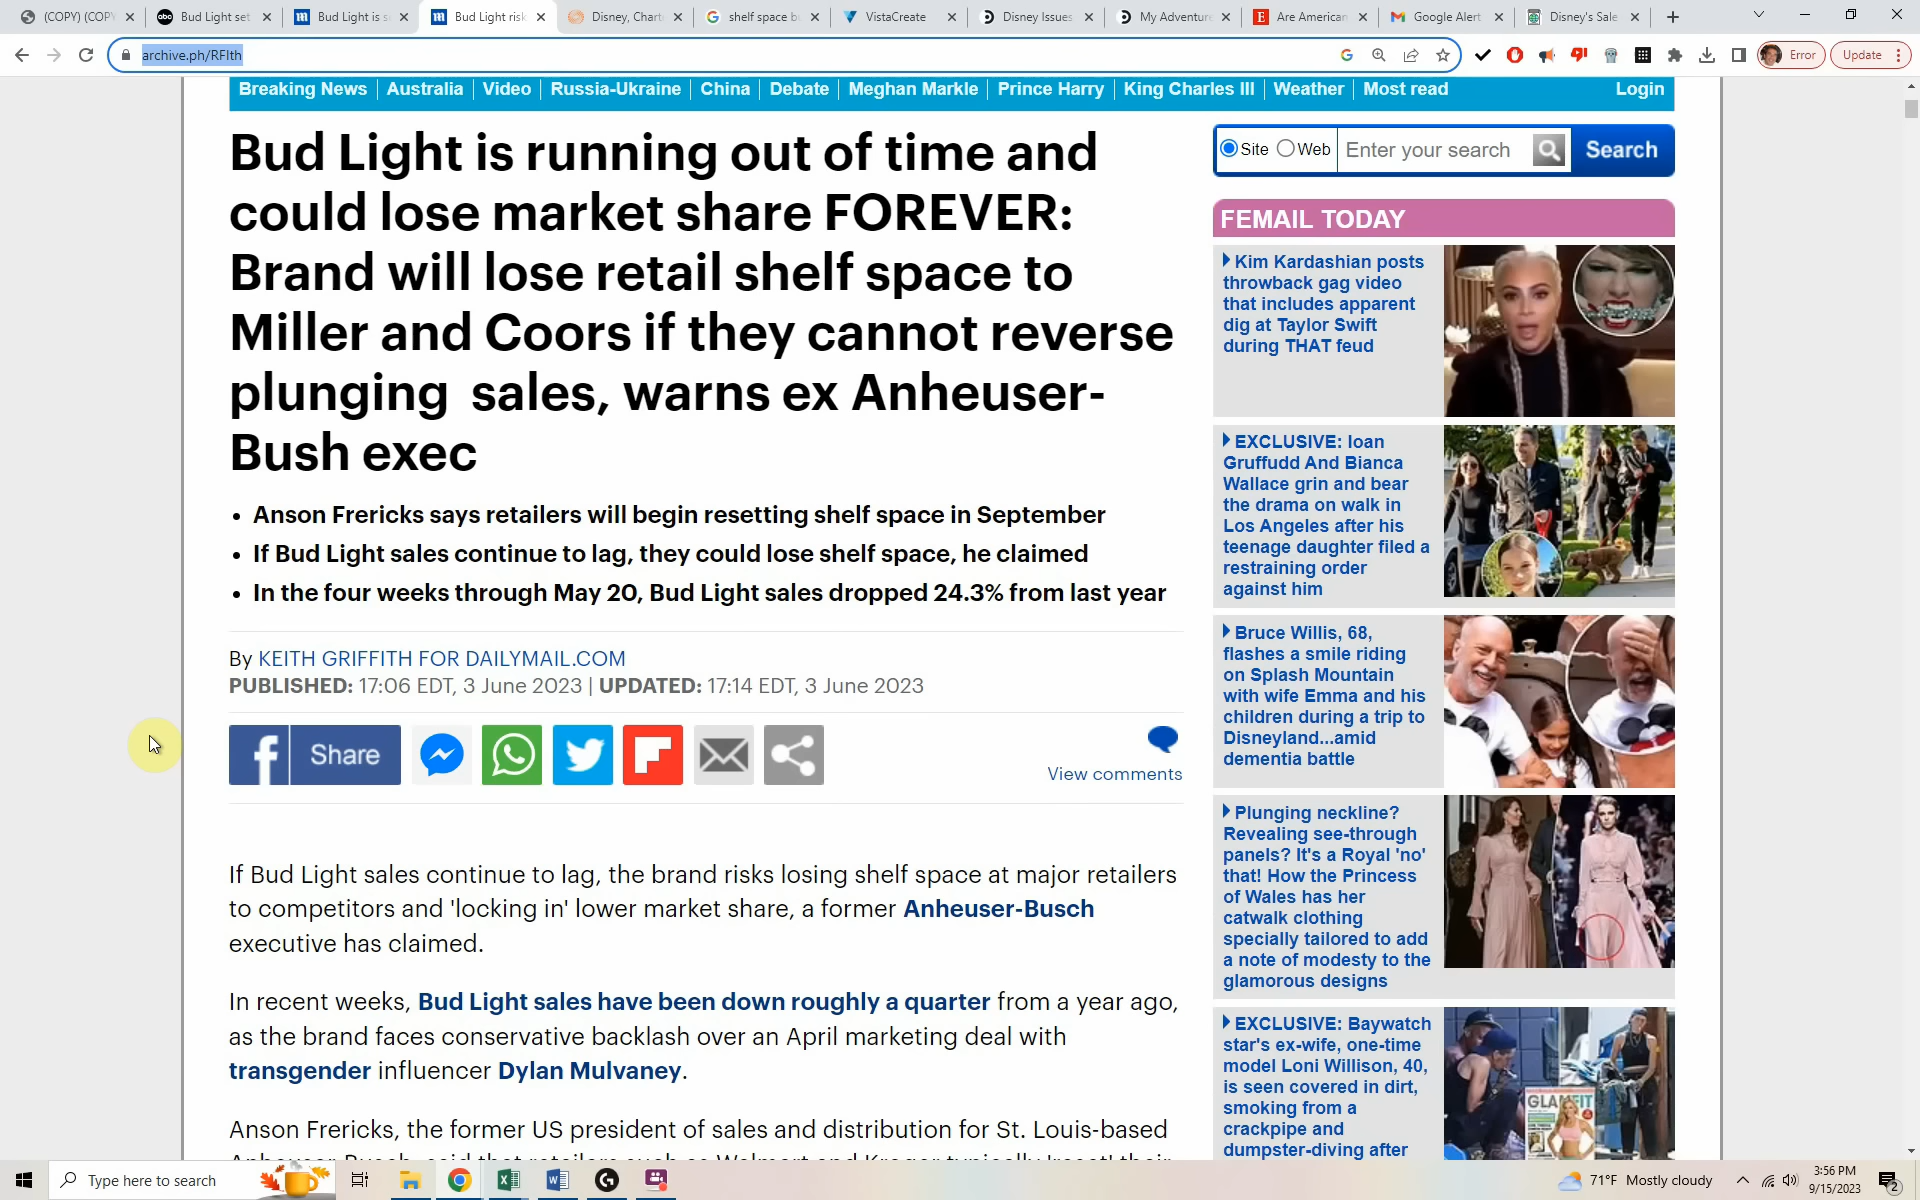 (COPY) (COPY
Bud Light set
Bud Light is s
Bud Light risk
Disney, Chart
shelf space bu
VistaCreate
Disney Issues
My Adventure
Are American
Google Alert
Disney's Sale
archive.ph/RFIth
Error
Update
Breaking News
Australia
Video
Russia-Ukraine
China
Debate
Meghan Markle
Prince Harry
King Charles III
Weather
Most read
Login
Bud Light is running out of time and
could lose market share FOREVER:
Brand will lose retail shelf space to
Miller and Coors if they cannot reverse
plunging sales, warns ex Anheuser-
Bush exec
• Anson Frericks says retailers will begin resetting shelf space in September
• If Bud Light sales continue to lag, they could lose shelf space, he claimed
• In the four weeks through May 20, Bud Light sales dropped 24.3% from last year
By KEITH GRIFFITH FOR DAILYMAIL.COM
PUBLISHED: 17:06 EDT, 3 June 2023 | UPDATED: 17:14 EDT, 3 June 2023
Share
View comments
If Bud Light sales continue to lag, the brand risks losing shelf space at major retailers
to competitors and 'locking in' lower market share, a former Anheuser-Busch
executive has claimed.
In recent weeks, Bud Light sales have been down roughly a quarter from a year ago,
as the brand faces conservative backlash over an April marketing deal with
transgender influencer Dylan Mulvaney.
Anson Frericks, the former US president of sales and distribution for St. Louis-based
Anheuser-Busch, said that retailers such as Walmart and Kroger typically 'reset' their
Site
Web
Enter your search
Search
FEMAIL TODAY
Kim Kardashian posts
throwback gag video
that includes apparent
dig at Taylor Swift
during THAT feud
EXCLUSIVE: Ioan
Gruffudd And Bianca
Wallace grin and bear
the drama on walk in
Los Angeles after his
teenage daughter filed a
restraining order
against him
Bruce Willis, 68,
flashes a smile riding
on Splash Mountain
with wife Emma and his
children during a trip to
Disneyland...amid
dementia battle
Plunging neckline?
Revealing see-through
panels? It's a Royal 'no'
that! How the Princess
of Wales has her
catwalk clothing
specially tailored to add
a note of modesty to the
glamorous designs
EXCLUSIVE: Baywatch
star's ex-wife, one-time
model Loni Willison, 40,
is seen covered in dirt,
smoking from a
crackpipe and
dumpster-diving after
GLAMFIT
Type here to search
71°F Mostly cloudy
3:56 PM
9/15/2023
2